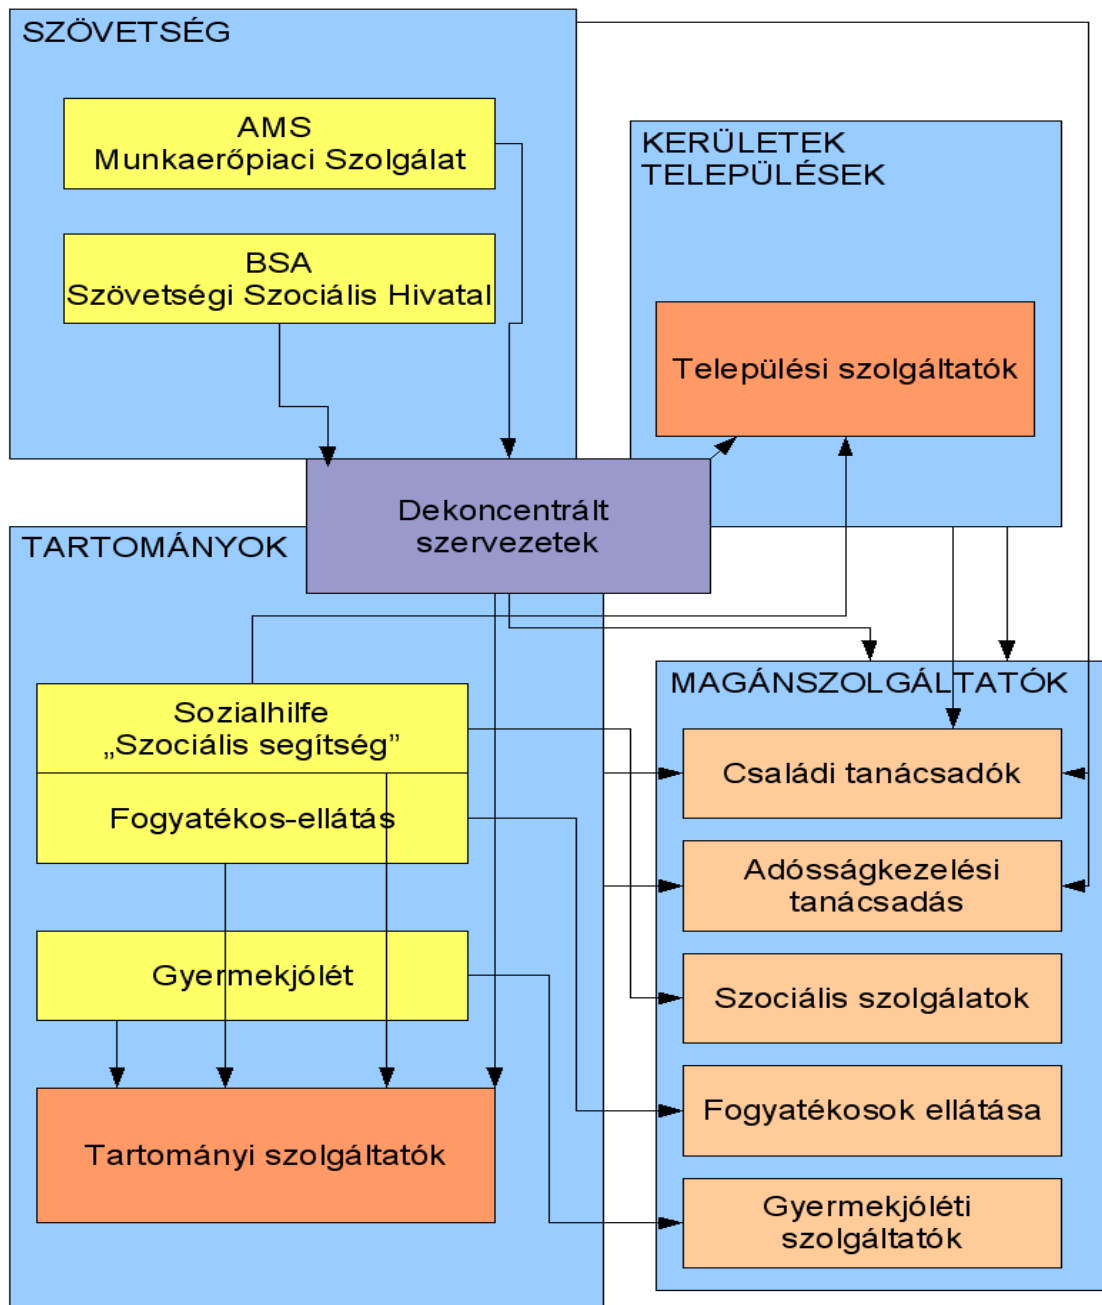 SZÖVETSÉG
AMS
Munkaerőpiaci Szolgálat
BSA
Szövetségi Szociális Hivatal
KERÜLETEK
TELEPÜLÉSEK
Települési szolgáltatók
Dekoncentrált
szervezetek
TARTOMÁNYOK
Sozialhilfe
„Szociális segítség”
Fogyatékos-ellátás
Gyermekjólét
Tartományi szolgáltatók
MAGÁNSZOLGÁLTATÓK
Családi tanácsadók
Adósságkezelési
tanácsadás
Szociális szolgálatok
Fogyatékosok ellátása
Gyermekjóléti
szolgáltatók